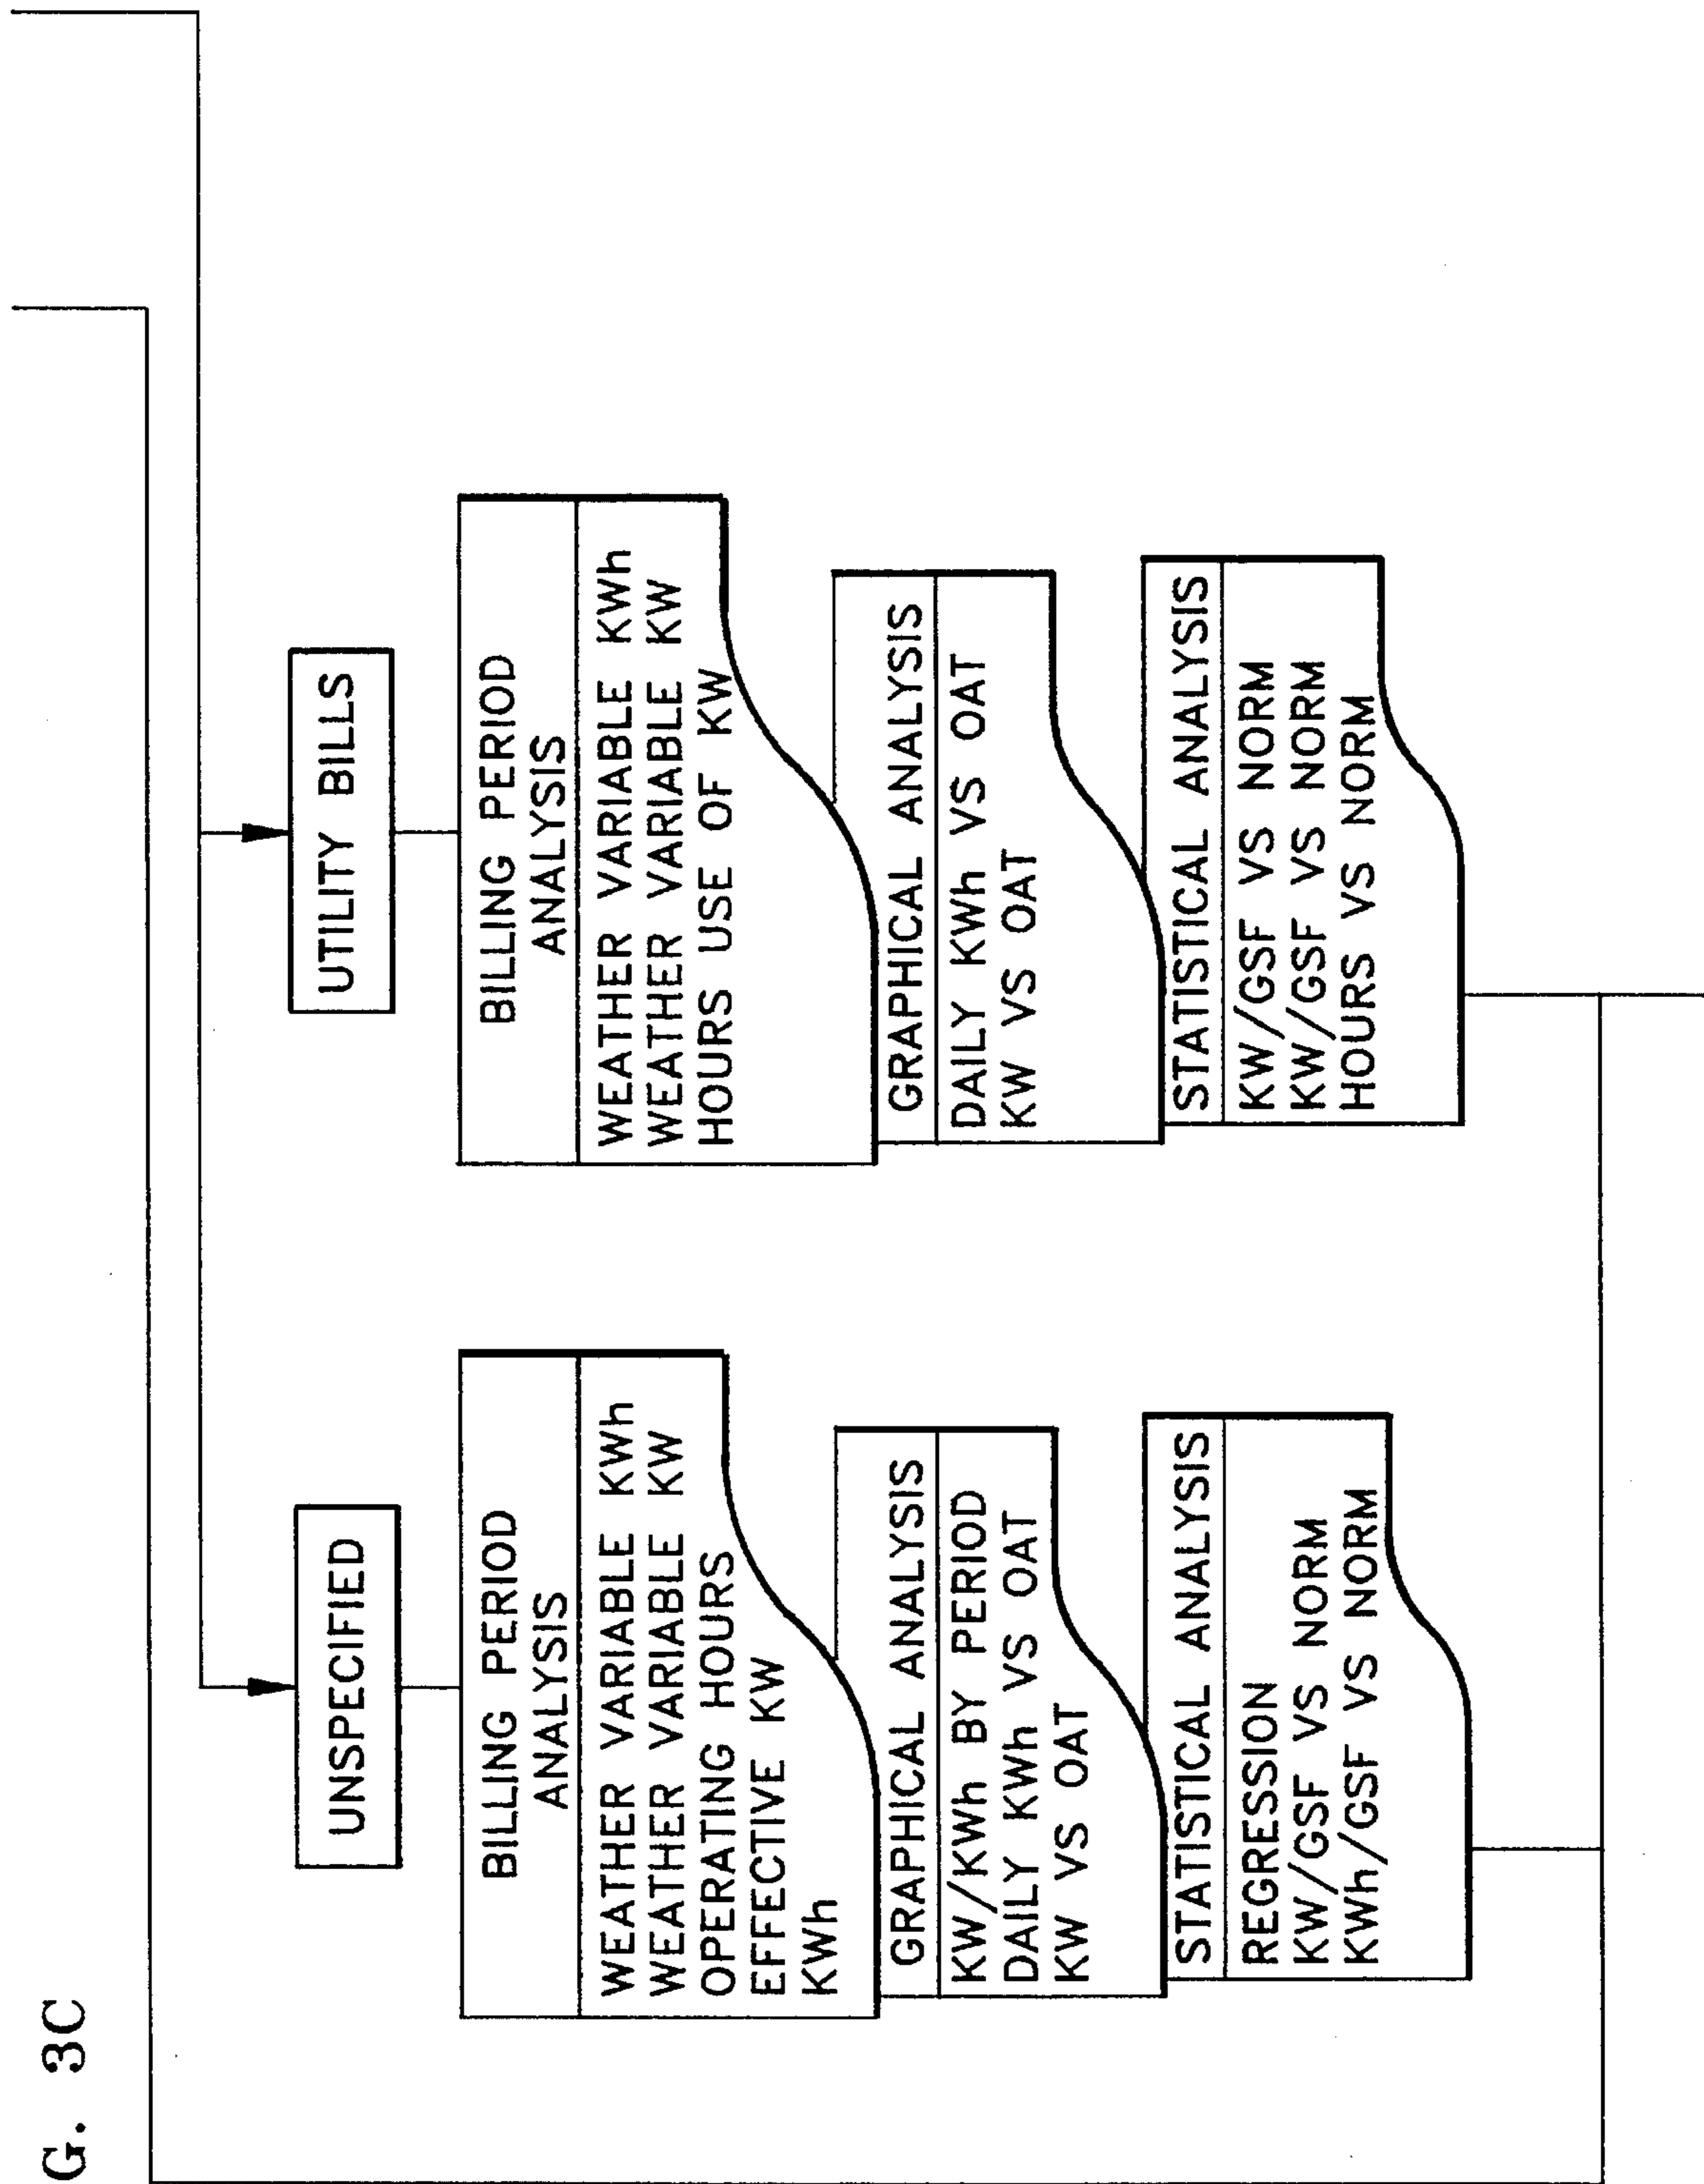 G. 3C
UNSPECIFIED
BILLING PERIOD
ANALYSIS
WEATHER VARIABLE KWh
WEATHER VARIABLE KW
OPERATING HOURS
EFFECTIVE KW
KWh
GRAPHICAL ANALYSIS
KW/KWh BY PERIOD
DAILY KWh VS OAT
KW VS OAT
STATISTICAL ANALYSIS
REGRESSION
KW/GSF VS NORM
KWh/GSF VS NORM
UTILITY BILLS
BILLING PERIOD
ANALYSIS
WEATHER VARIABLE KWh
WEATHER VARIABLE KW
HOURS USE OF KW
GRAPHICAL ANALYSIS
DAILY KWh VS OAT
KW VS OAT
STATISTICAL ANALYSIS
KW/GSF VS NORM
KW/GSF VS NORM
HOURS VS NORM